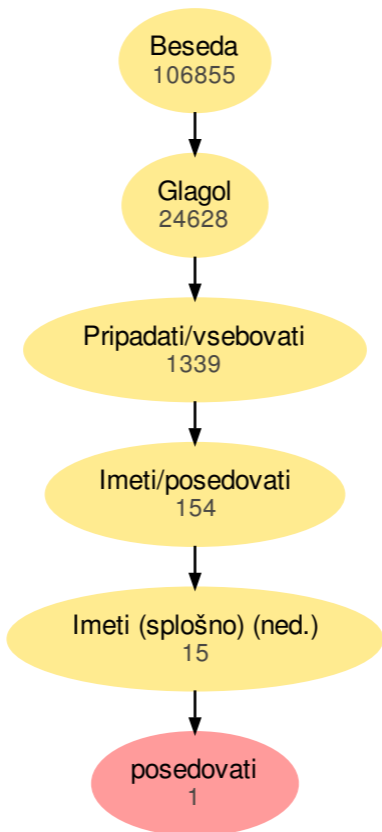 Beseda
106855
Glagol
24628
Pripadati/vsebovati
1339
Imeti/posedovati
154
Imeti (splošno) (ned.)
15
posedovati
1